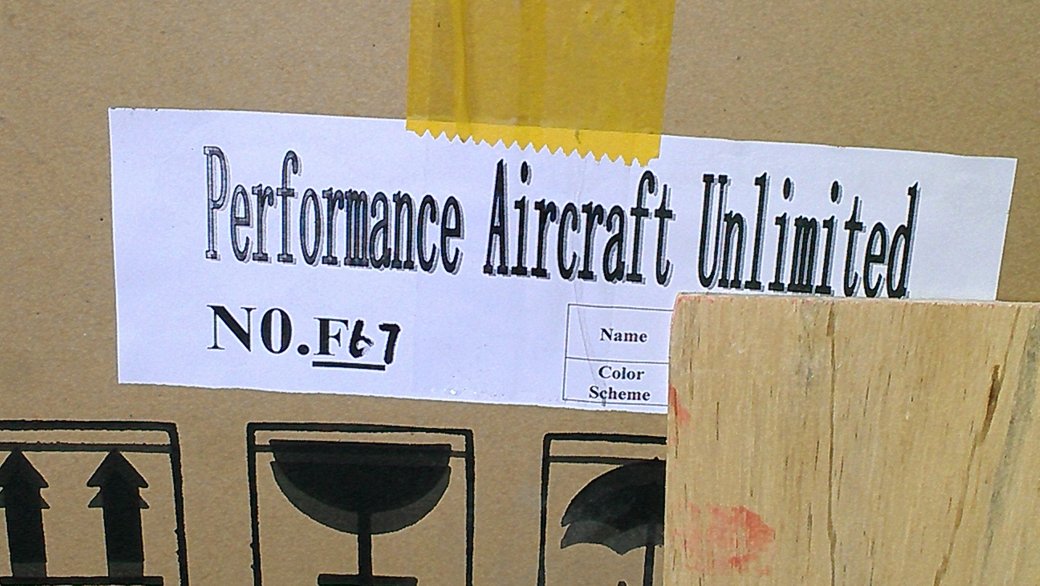 Performance Aircraft Unlimited
NO.F67
Name
Color
Scheme